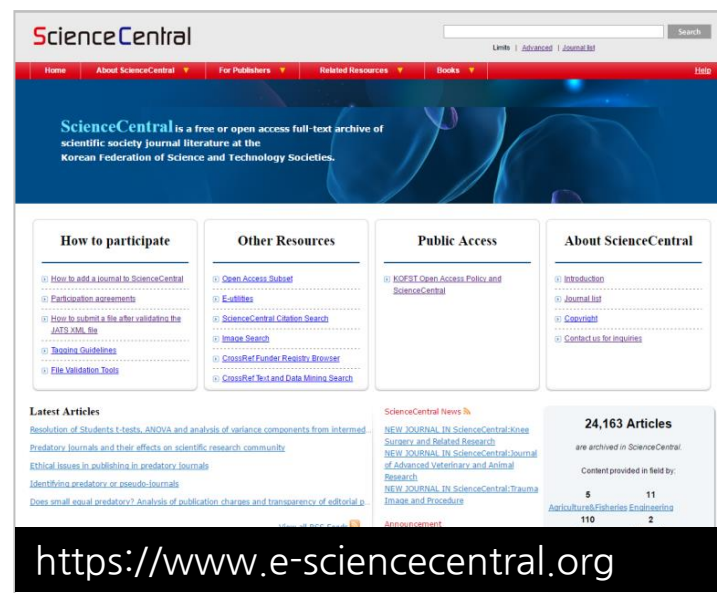 ScienceCentral
Search
Limits | Advanced | Journal list
Home About ScienceCentral ▼ For Publishers ▼ Related Resources ▼ Books ▼ Help
ScienceCentral is a free or open access full-text archive of
scientific society journal literature at the
Korean Federation of Science and Technology Societies.
How to participate
How to add a journal to ScienceCentral
Participation agreements
How to submit a file after validating the
JATS XML file
Tagging Guidelines
File Validation Tools
Other Resources
Open Access Subset
E-utilities
ScienceCentral Citation Search
Image Search
CrossRef Funder Registry Browser
CrossRef Text and Data Mining Search
Public Access
KOFST Open Access Policy and
ScienceCentral
About ScienceCentral
Introduction
Journal list
Copyright
Contact us for inquiries
Latest Articles
Resolution of Students t-tests, ANOVA and analysis of variance components from intermed...
Predatory journals and their effects on scientific research community
Ethical issues in publishing in predatory journals
Identifying predatory or pseudo-journals
Does small equal predatory? Analysis of publication charges and transparency of editorial p...
View all RSS Feeds
ScienceCentral News
NEW JOURNAL IN ScienceCentral:Knee
Surgery and Related Research
NEW JOURNAL IN ScienceCentral:Journal
of Advanced Veterinary and Animal
Research
NEW JOURNAL IN ScienceCentral:Trauma
Image and Procedure
Announcement
24,163 Articles
are archived in ScienceCentral.
Content provided in field by:
5 11
Agriculture&Fisheries Engineering
110 2
https://www.e-sciencecentral.org